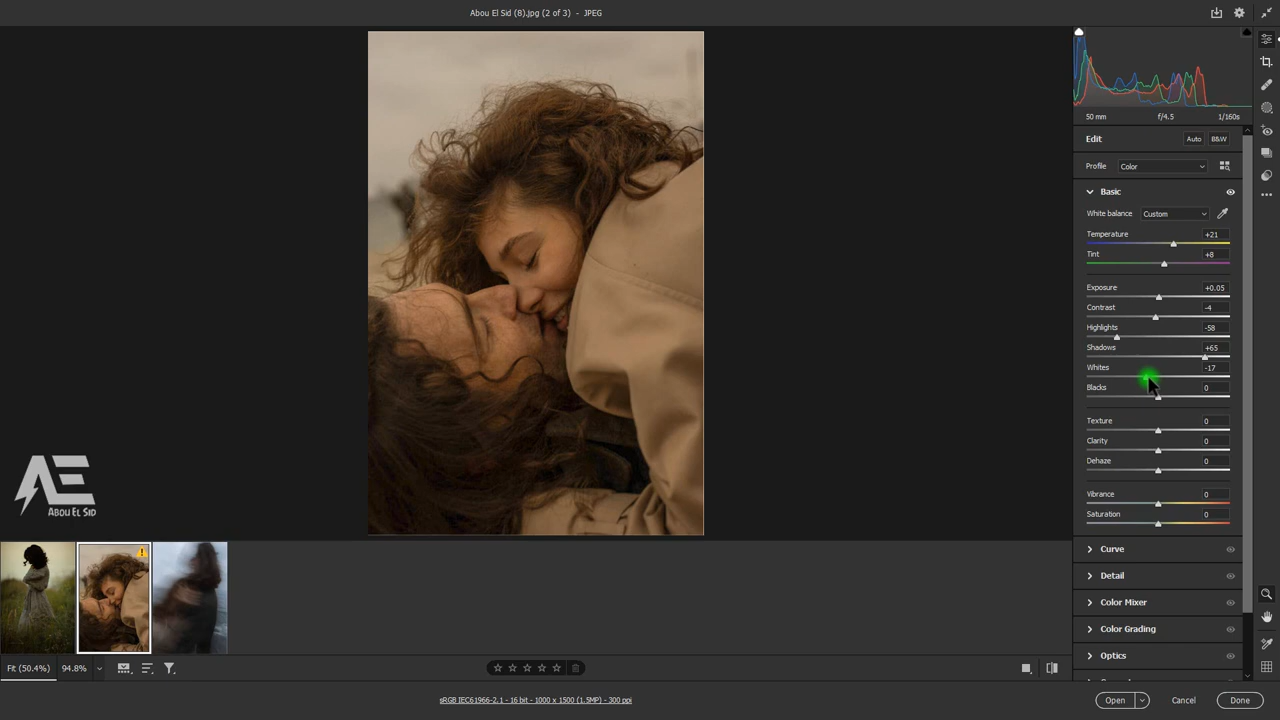 Abou El Sid (8).jpg (2 of 3) - JPEG
50 mm f/4.5 1/160s
Edit Auto B&W
Profile Color
Basic
White balance Custom
Temperature +21
Tint +8
Exposure +0.05
Contrast -4
Highlights -58
Shadows +65
Whites -17
Blacks 0
Texture 0
Clarity 0
Dehaze 0
Vibrance 0
Saturation 0
Curve
Detail
Color Mixer
Color Grading
Optics
AE
Abou El Sid
Fit (50.4%) 94.8%
sRGB IEC61966-2.1 - 16 bit - 1000 x 1500 (1.5MP) - 300 ppi
Open Cancel Done